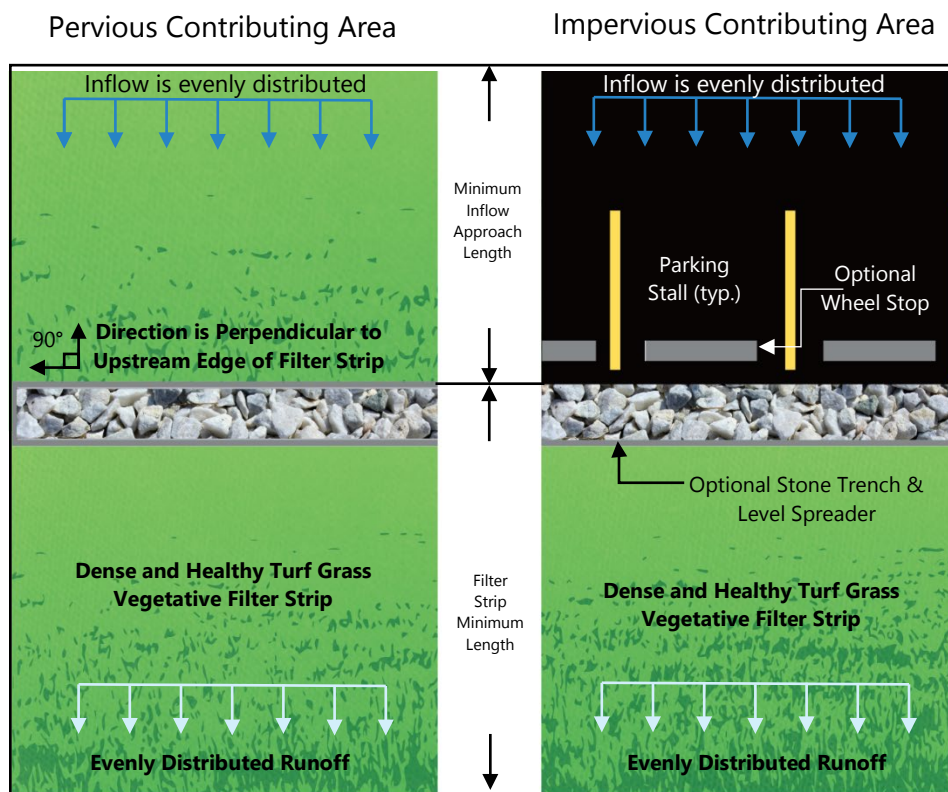 Pervious Contributing Area
Impervious Contributing Area
Inflow is evenly distributed
90°
Direction is Perpendicular to
Upstream Edge of Filter Strip
Dense and Healthy Turf Grass
Vegetative Filter Strip
Evenly Distributed Runoff
Minimum
Inflow
Approach
Length
Filter
Strip
Minimum
Length
Inflow is evenly distributed
Parking
Stall (typ.)
Optional
Wheel Stop
Optional Stone Trench &
Level Spreader
Dense and Healthy Turf Grass
Vegetative Filter Strip
Evenly Distributed Runoff